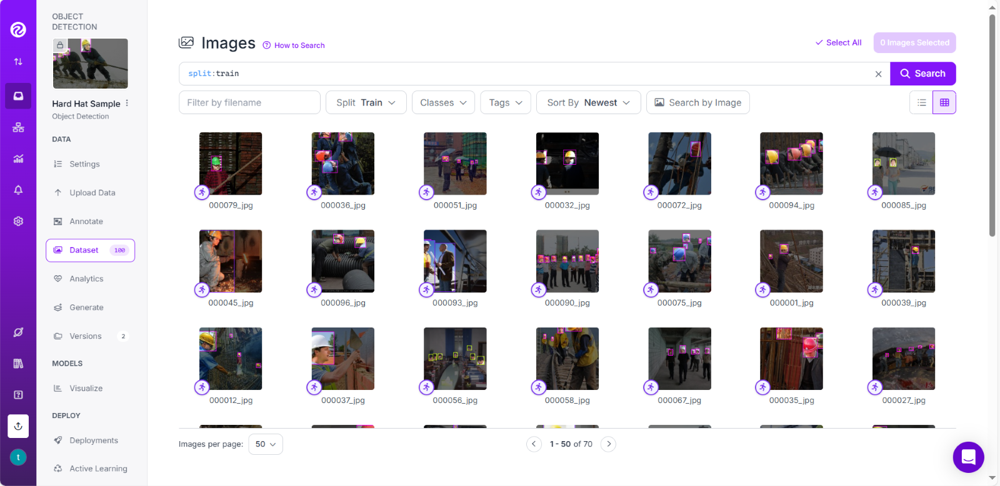 OBJECT
DETECTION
Hard Hat Sample
Object Detection
DATA
Settings
Upload Data
Annotate
Dataset 100
Analytics
Generate
Versions 2
MODELS
Visualize
DEPLOY
Deployments
Active Learning
t
Images How to Search
Select All 0 Images Selected
split:train
Search
Filter by filename Split Train Classes Tags Sort By Newest Search by Image
000079_jpg 000036_jpg 000051_jpg 000032_jpg 000072_jpg 000094_jpg 000085_jpg
000045_jpg 000096_jpg 000093_jpg 000090_jpg 000075_jpg 000001_jpg 000039_jpg
000012_jpg 000037_jpg 000056_jpg 000058_jpg 000067_jpg 000035_jpg 000027_jpg
Images per page: 50 1 - 50 of 70